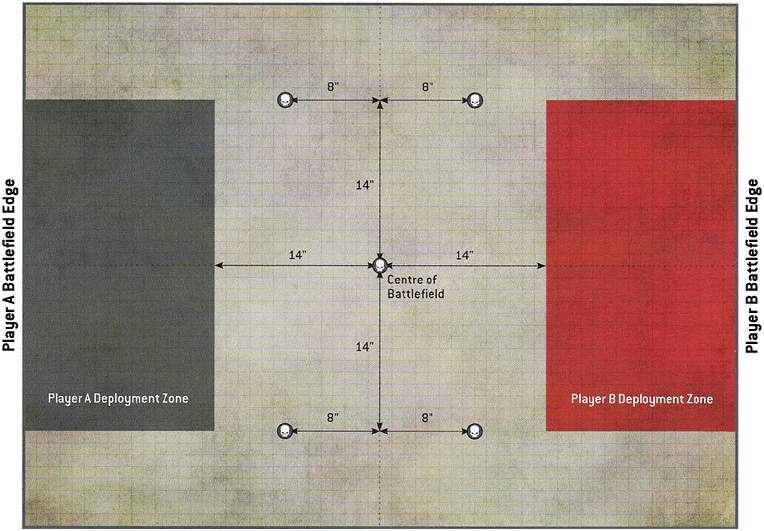 8" 8"
14"
14" 14"
Centre of
Battlefield
14"
Player A Battlefield Edge
Player B Battlefield Edge
Player A Deployment Zone
Player B Deployment Zone
8" 8"